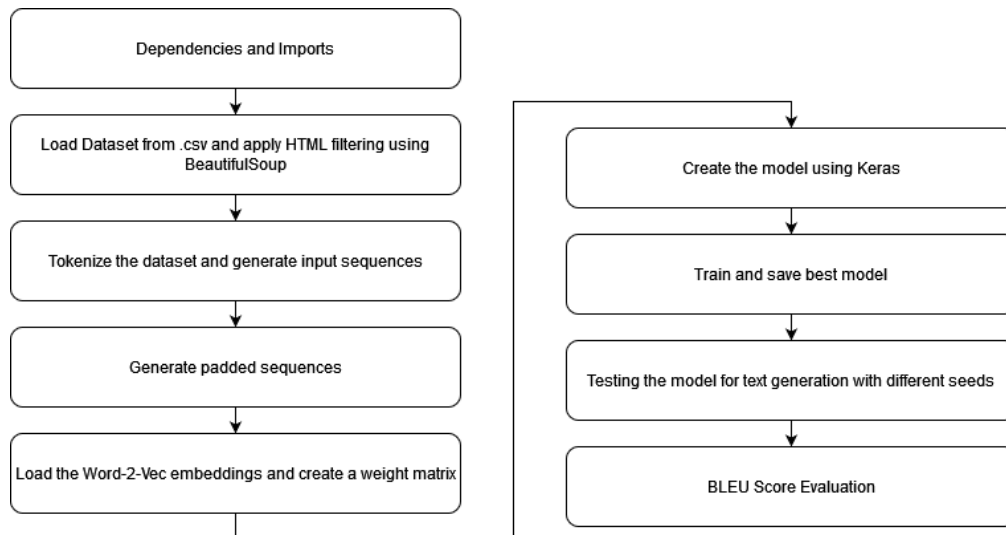 Dependencies and Imports
Load Dataset from .csv and apply HTML filtering using
BeautifulSoup
Tokenize the dataset and generate input sequences
Generate padded sequences
Load the Word-2-Vec embeddings and create a weight matrix
Create the model using Keras
Train and save best model
Testing the model for text generation with different seeds
BLEU Score Evaluation